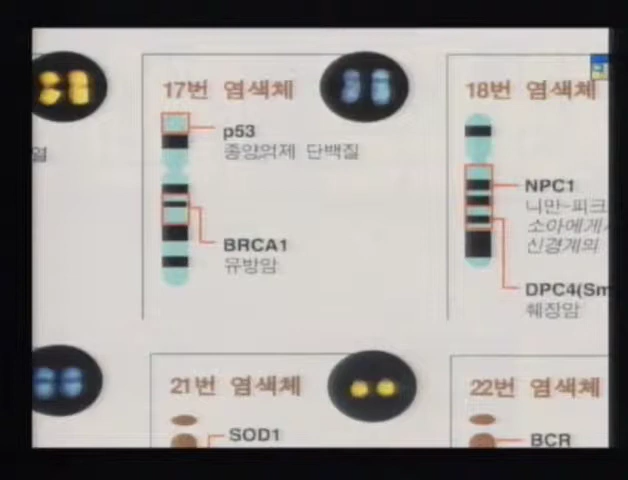 17번 염색체
p53
종양억제 단백질
BRCA1
유방암
18번 염색체
NPC1
니만-피크
소아에게
신경계의
DPC4(Sm
췌장암
21번 염색체
SOD1
22번 염색체
BCR